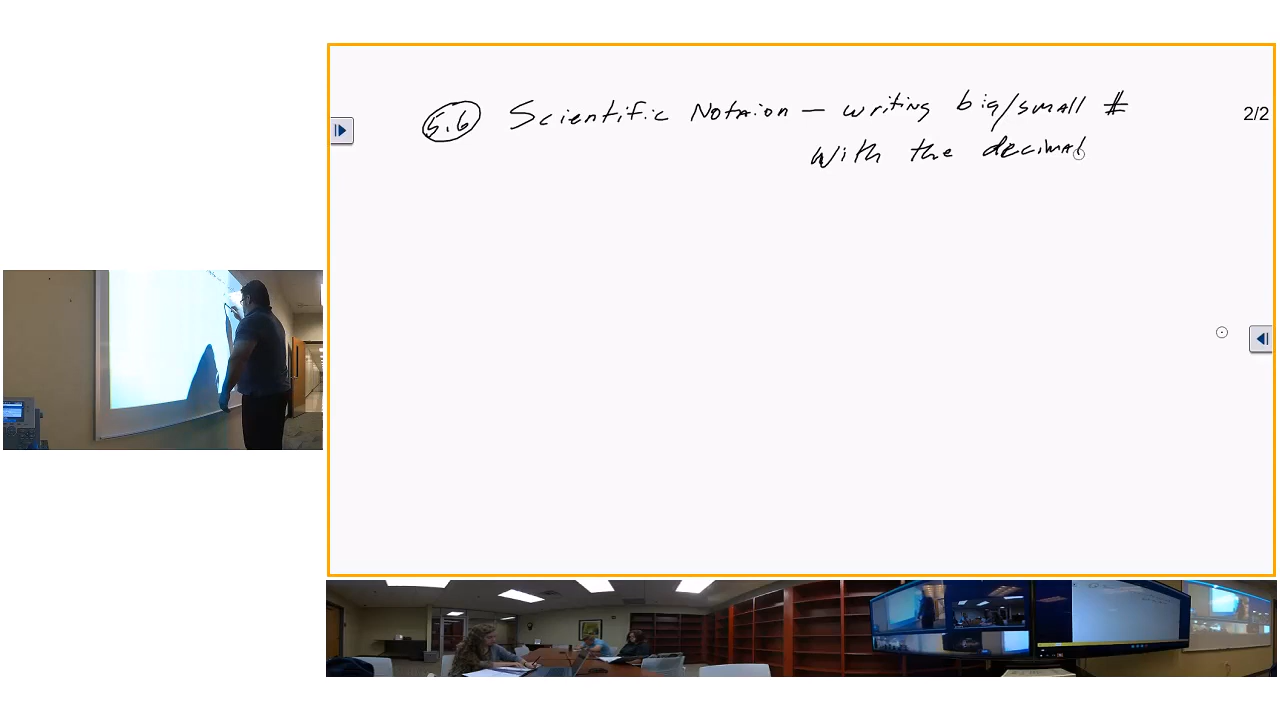 5.6 Scientific Notaion — writing big/small #
with the decimal
2/2